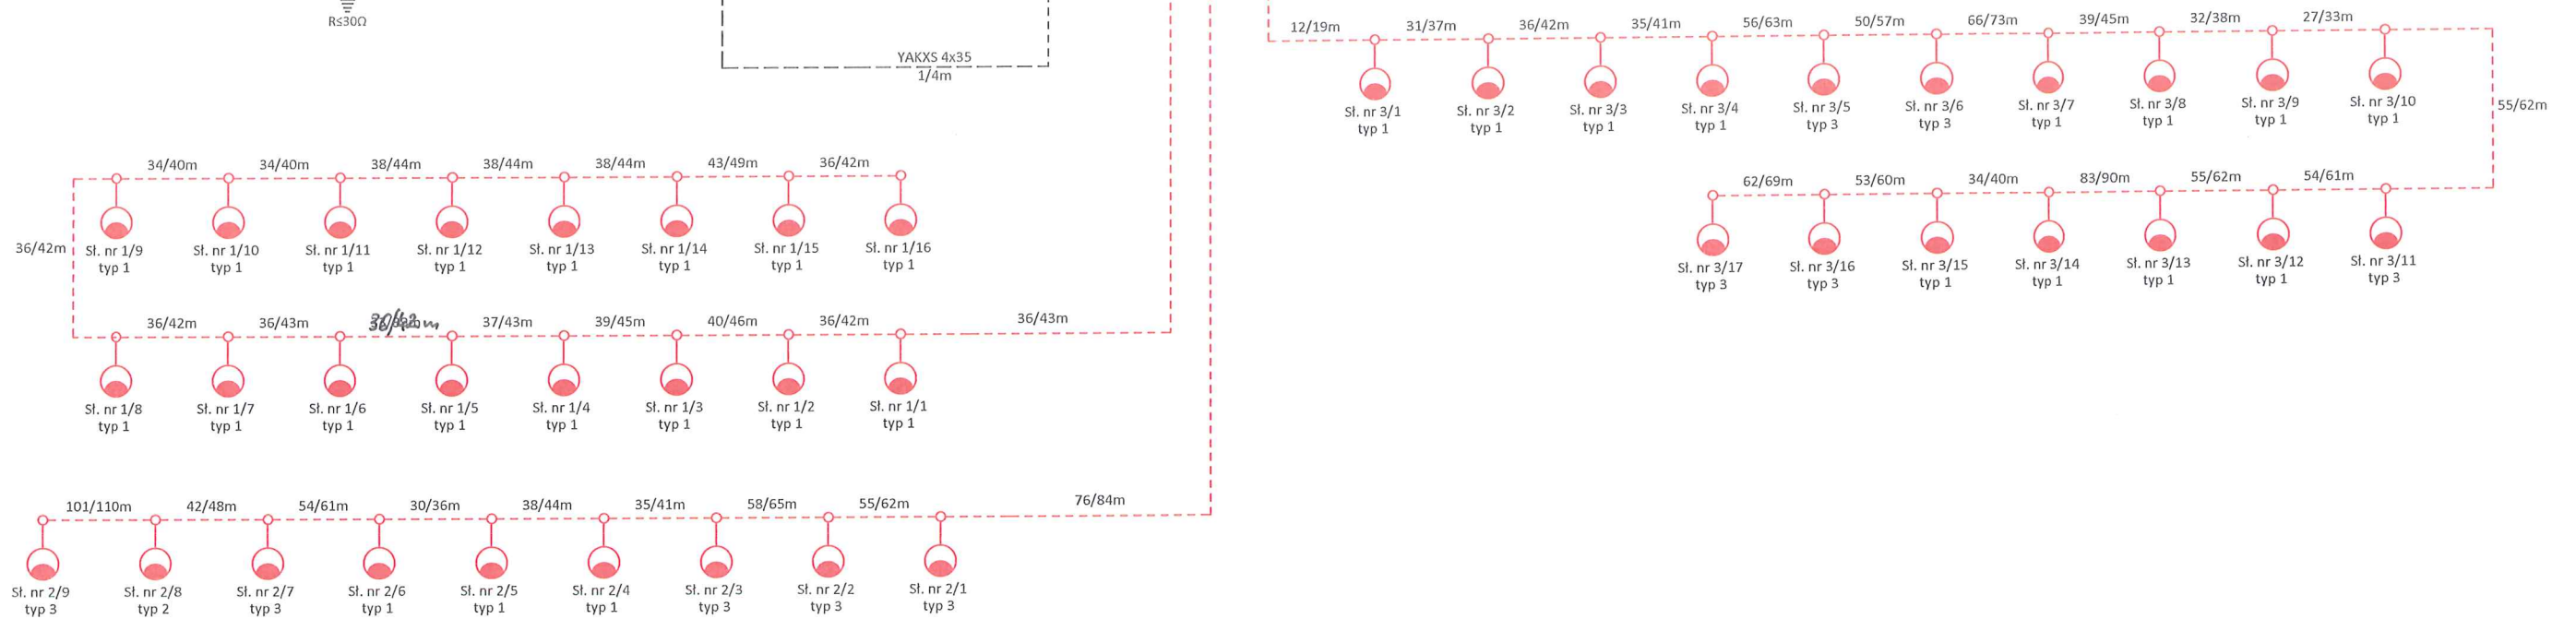 R≤30Ω
YAKXS 4x35
1/4m
12/19m 31/37m 36/42m 35/41m 56/63m 50/57m 66/73m 39/45m 32/38m 27/33m
Sł. nr 3/1 Sł. nr 3/2 Sł. nr 3/3 Sł. nr 3/4 Sł. nr 3/5 Sł. nr 3/6 Sł. nr 3/7 Sł. nr 3/8 Sł. nr 3/9 Sł. nr 3/10
typ 1 typ 1 typ 1 typ 1 typ 3 typ 3 typ 1 typ 1 typ 1 typ 1
55/62m
62/69m 53/60m 34/40m 83/90m 55/62m 54/61m
Sł. nr 3/17 Sł. nr 3/16 Sł. nr 3/15 Sł. nr 3/14 Sł. nr 3/13 Sł. nr 3/12 Sł. nr 3/11
typ 3 typ 3 typ 1 typ 1 typ 1 typ 1 typ 3
34/40m 34/40m 38/44m 38/44m 38/44m 43/49m 36/42m
36/42m
Sł. nr 1/9 Sł. nr 1/10 Sł. nr 1/11 Sł. nr 1/12 Sł. nr 1/13 Sł. nr 1/14 Sł. nr 1/15 Sł. nr 1/16
typ 1 typ 1 typ 1 typ 1 typ 1 typ 1 typ 1 typ 1
36/42m 36/43m 37/43m 39/45m 40/46m 36/42m 36/43m
Sł. nr 1/8 Sł. nr 1/7 Sł. nr 1/6 Sł. nr 1/5 Sł. nr 1/4 Sł. nr 1/3 Sł. nr 1/2 Sł. nr 1/1
typ 1 typ 1 typ 1 typ 1 typ 1 typ 1 typ 1 typ 1
101/110m 42/48m 54/61m 30/36m 38/44m 35/41m 58/65m 55/62m 76/84m
Sł. nr 2/9 Sł. nr 2/8 Sł. nr 2/7 Sł. nr 2/6 Sł. nr 2/5 Sł. nr 2/4 Sł. nr 2/3 Sł. nr 2/2 Sł. nr 2/1
typ 3 typ 2 typ 3 typ 1 typ 1 typ 1 typ 3 typ 3 typ 3